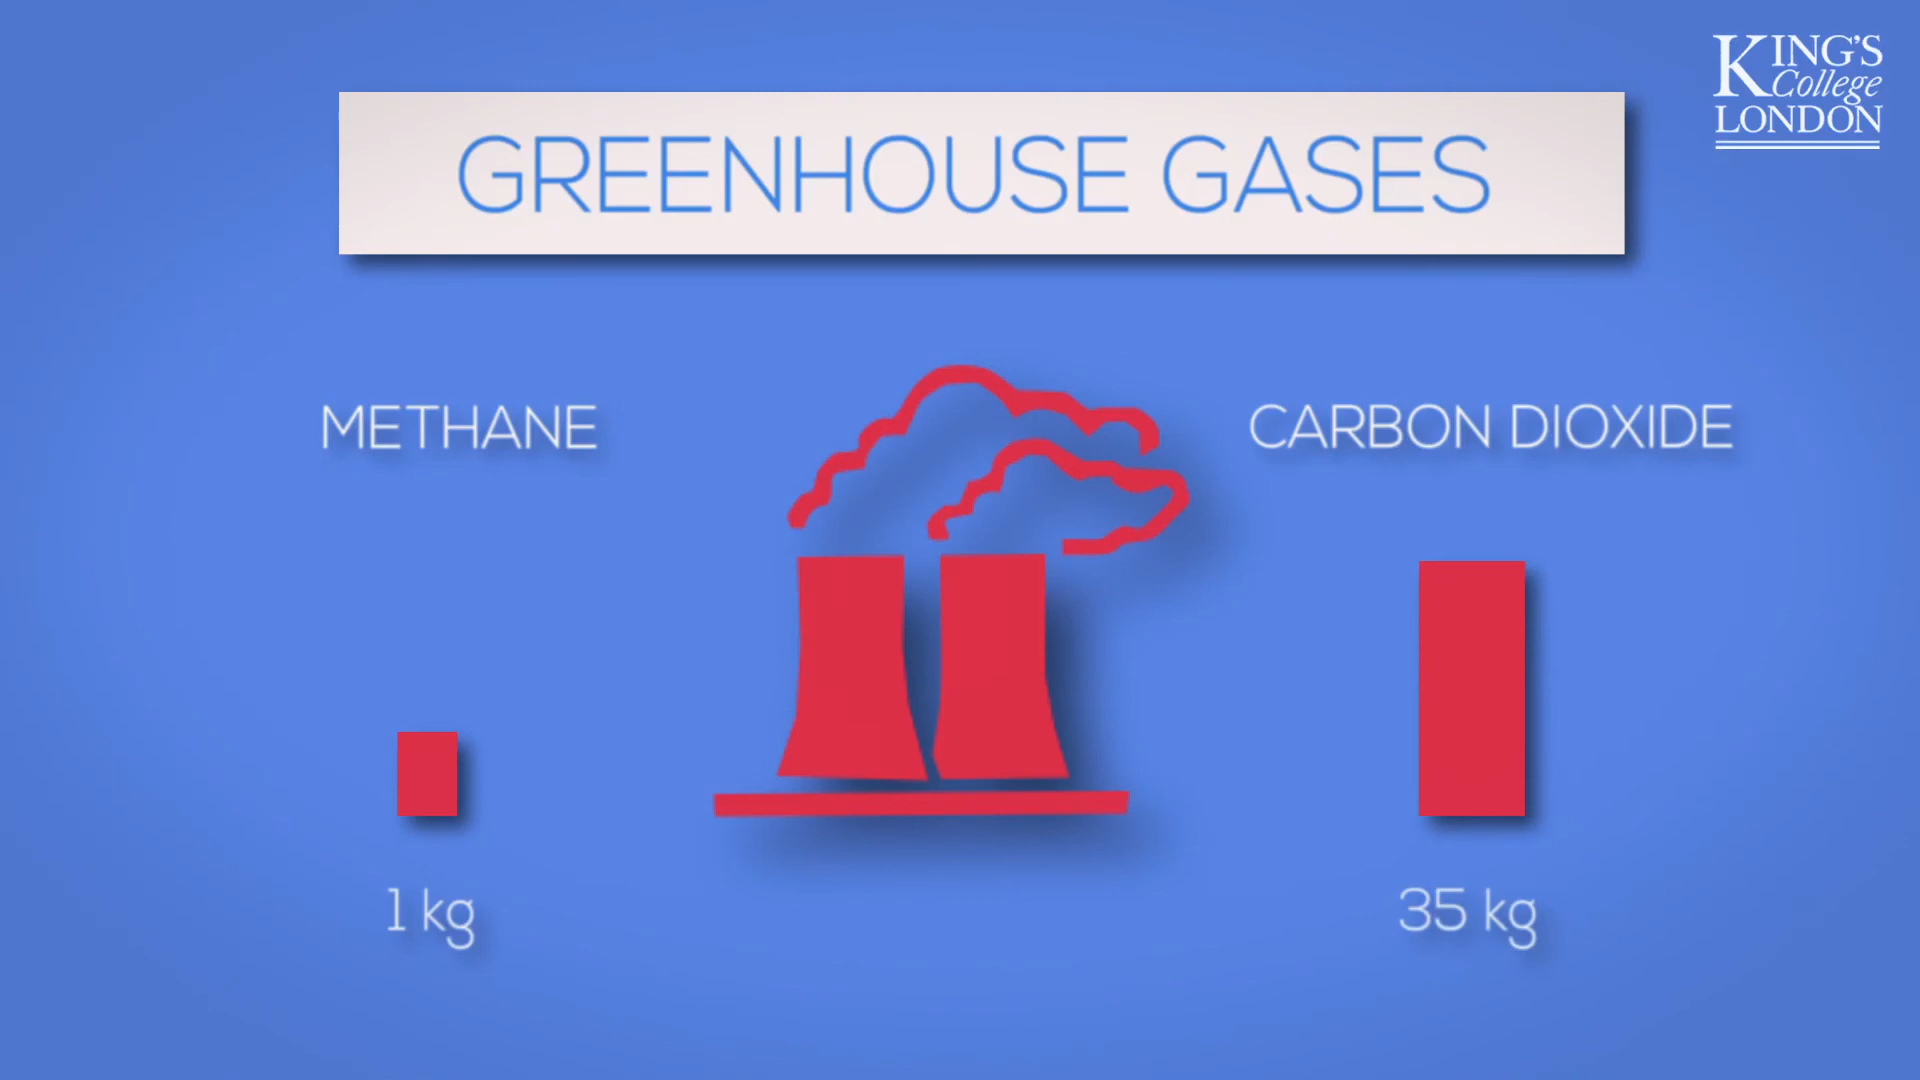 KING'S
College
LONDON
GREENHOUSE GASES
METHANE
CARBON DIOXIDE
1 kg
35 kg